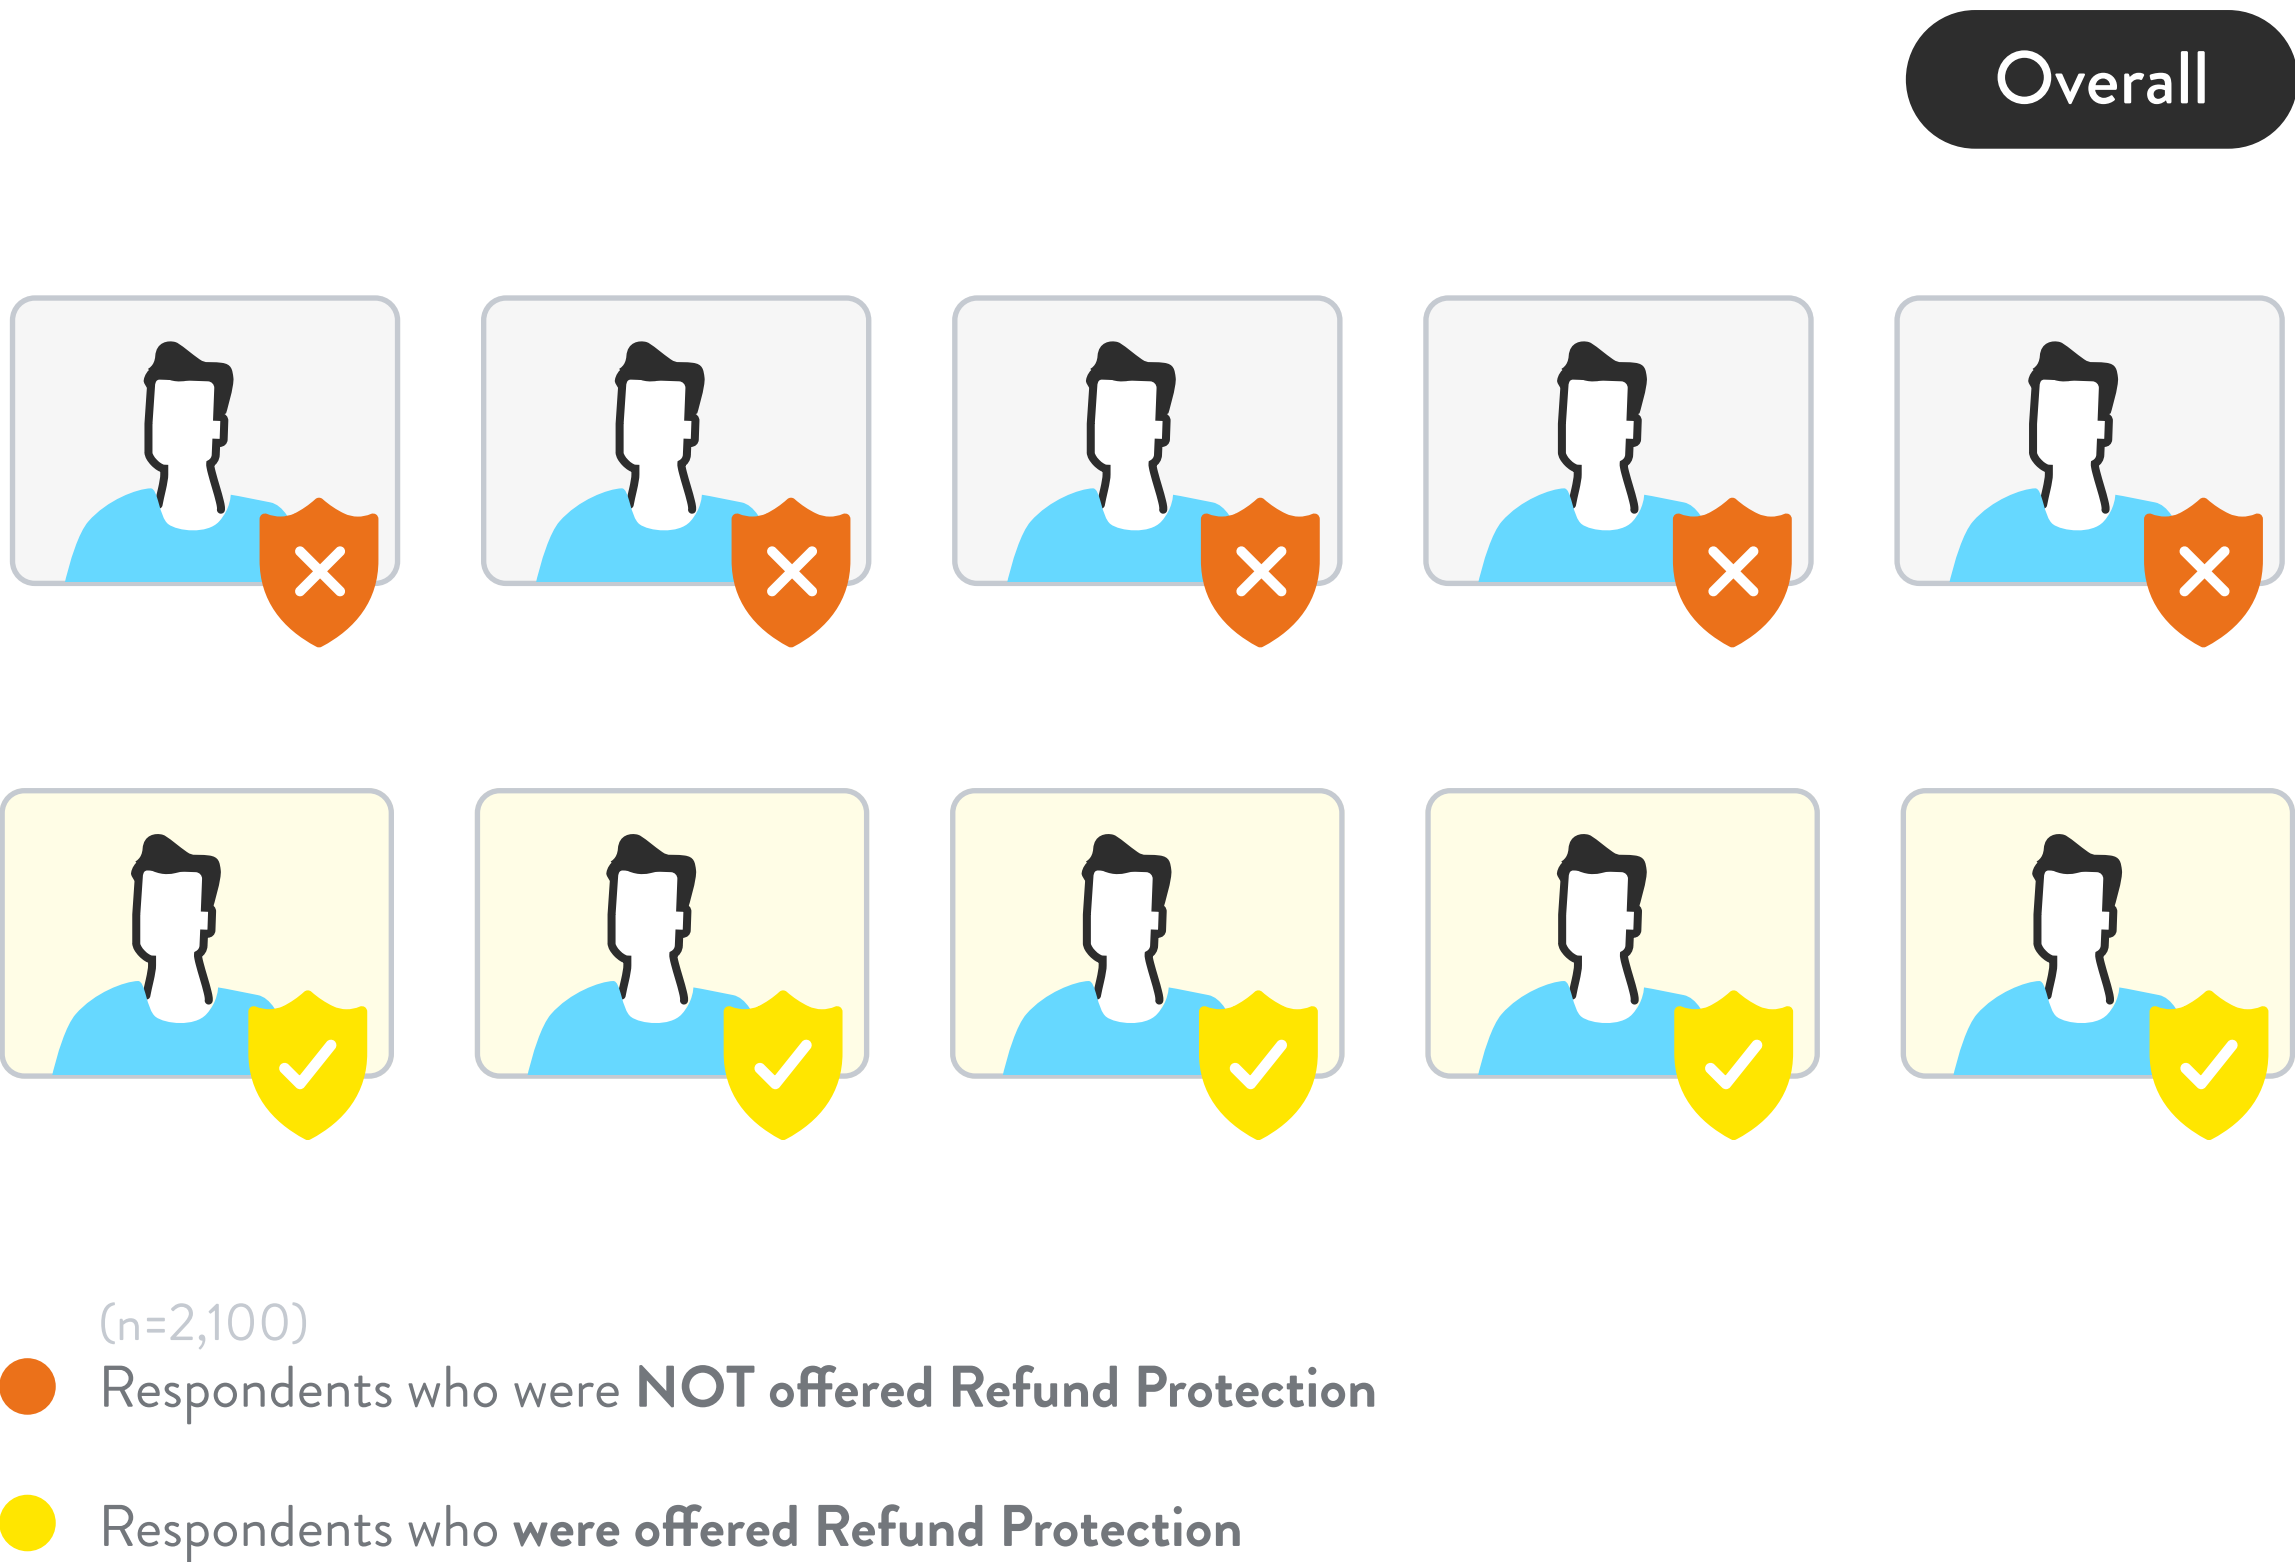 Overall
(n=2,100)
Respondents who were NOT offered Refund Protection
Respondents who were offered Refund Protection